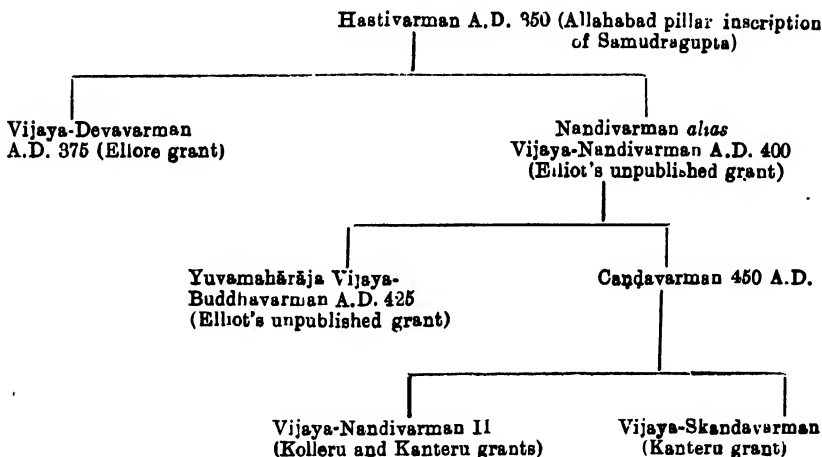 Hastivarman A.D. 350 (Allahabad pillar inscription
of Samudragupta)
Vijaya-Devavarman
A.D. 375 (Ellore grant)
Nandivarman alias
Vijaya-Nandivarman A.D. 400
(Elliot's unpublished grant)
Yuvamahārāja Vijaya-
Buddhavarman A.D. 425
(Elliot's unpublished grant)
Caṇḍavarman 450 A.D.
Vijaya-Nandivarman II
(Kolleru and Kanteru grants)
Vijaya-Skandavarman
(Kanteru grant)